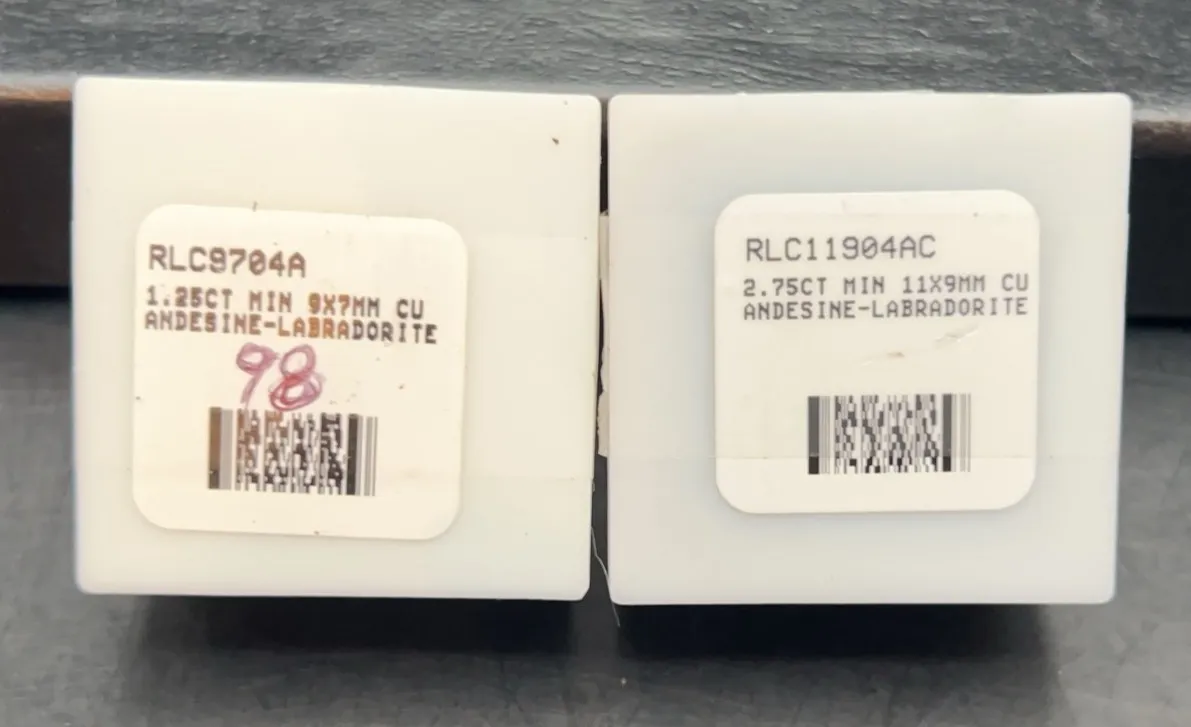 RLC9704A
1.25CT MIN 9X7MM CU
ANDESINE-LABRADORITE
98
RLC11904AC
2.75CT MIN 11X9MM CU
ANDESINE-LABRADORITE